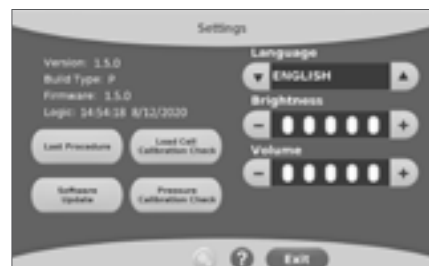 Settings
Version: 1.5.0
Build Type: P
Firmware: 1.5.0
Logic: 14:54:18 8/12/2020
Last Procedure
Load Cell
Calibration Check
Software
Update
Pressure
Calibration Check
Language
ENGLISH
Brightness
Volume
?
Exit